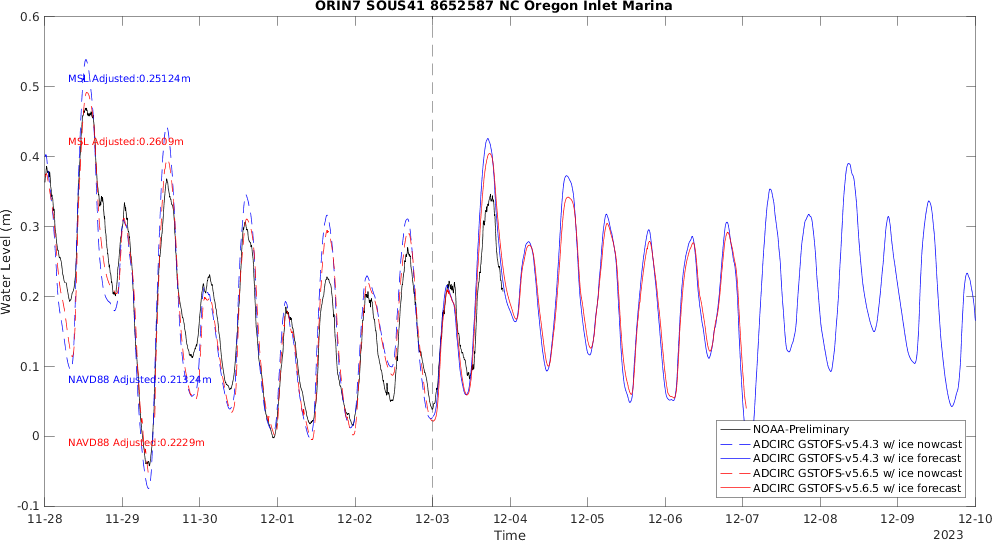 ORIN7 SOUS41 8652587 NC Oregon Inlet Marina
0.6
0.5
0.4
0.3
0.2
0.1
0
-0.1
Water Level (m)
MSL Adjusted:0.25124m
MSL Adjusted:0.2609m
NAVD88 Adjusted:0.21324m
NAVD88 Adjusted:0.2229m
NOAA-Preliminary
ADCIRC GSTOFS-v5.4.3 w/ ice nowcast
ADCIRC GSTOFS-v5.4.3 w/ ice forecast
ADCIRC GSTOFS-v5.6.5 w/ ice nowcast
ADCIRC GSTOFS-v5.6.5 w/ ice forecast
11-28 11-29 11-30 12-01 12-02 12-03 12-04 12-05 12-06 12-07 12-08 12-09 12-10
Time
2023